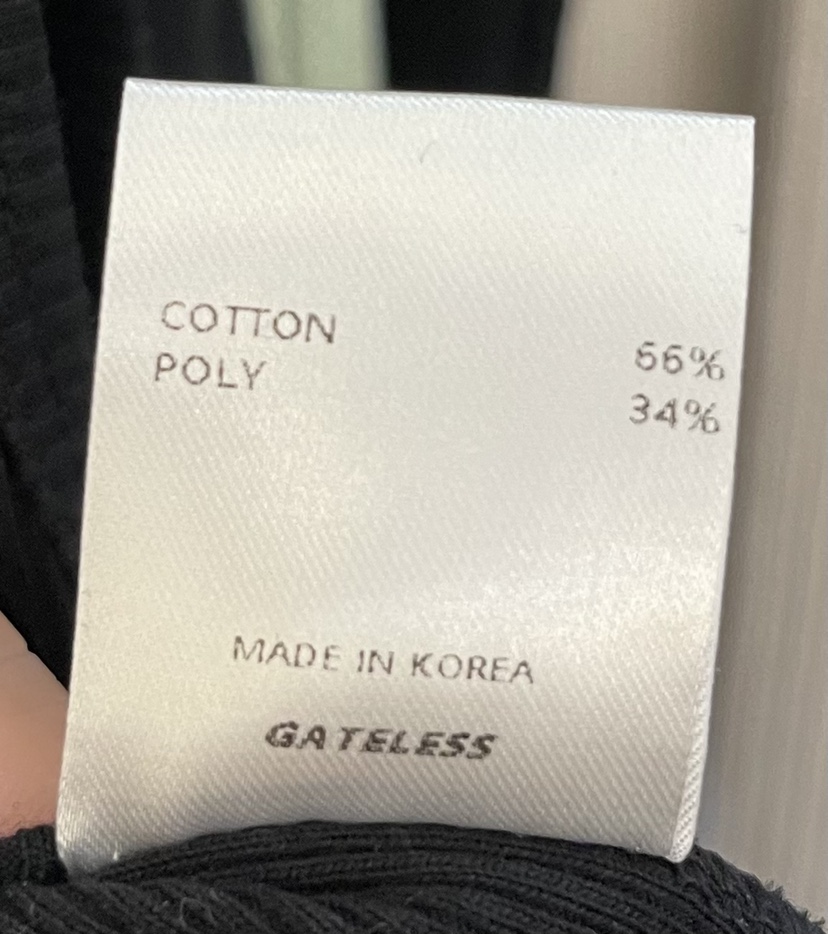 COTTON 66%
POLY 34%
MADE IN KOREA
GATELESS